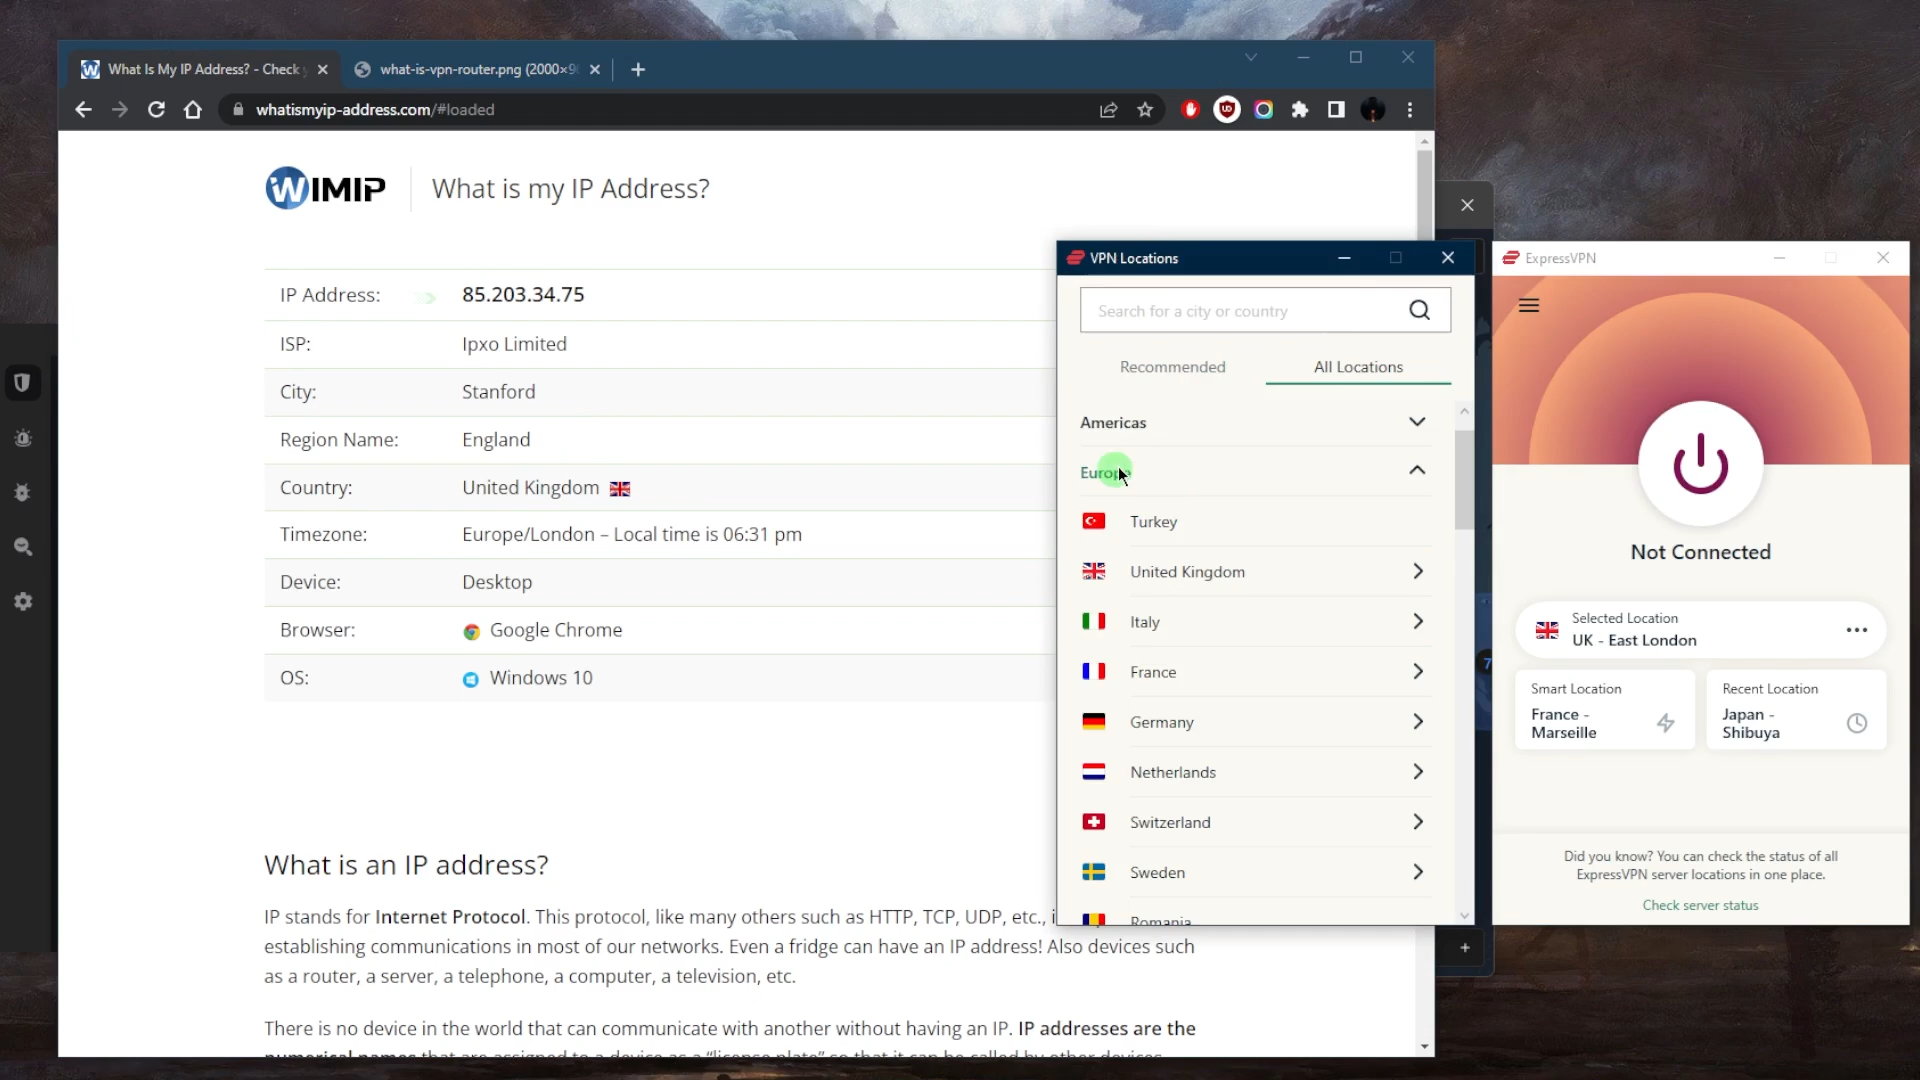 What Is My IP Address? - Check
what-is-vpn-router.png (2000×9
whatismyip-address.com/#loaded
WIMIP
What is my IP Address?
IP Address: 85.203.34.75
ISP: Ipxo Limited
City: Stanford
Region Name: England
Country: United Kingdom
Timezone: Europe/London – Local time is 06:31 pm
Device: Desktop
Browser: Google Chrome
OS: Windows 10
What is an IP address?
IP stands for Internet Protocol. This protocol, like many others such as HTTP, TCP, UDP, etc.,
establishing communications in most of our networks. Even a fridge can have an IP address! Also devices such
as a router, a server, a telephone, a computer, a television, etc.
There is no device in the world that can communicate with another without having an IP. IP addresses are the
VPN Locations
Search for a city or country
Recommended
All Locations
Americas
Europe
Turkey
United Kingdom
Italy
France
Germany
Netherlands
Switzerland
Sweden
Romania
7
ExpressVPN
Not Connected
Selected Location
UK - East London
Smart Location
France -
Marseille
Recent Location
Japan -
Shibuya
Did you know? You can check the status of all
ExpressVPN server locations in one place.
Check server status